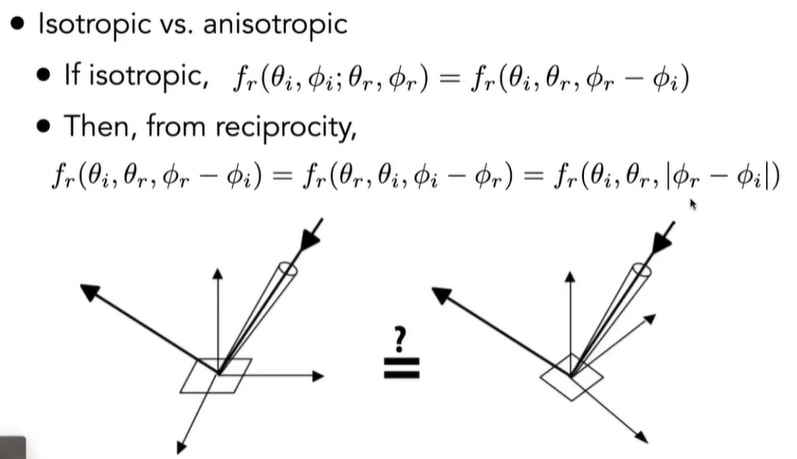 • Isotropic vs. anisotropic
• If isotropic, fᵣ(θᵢ, ϕᵢ; θᵣ, ϕᵣ) = fᵣ(θᵢ, θᵣ, ϕᵣ − ϕᵢ)
• Then, from reciprocity,
fᵣ(θᵢ, θᵣ, ϕᵣ − ϕᵢ) = fᵣ(θᵣ, θᵢ, ϕᵢ − ϕᵣ) = fᵣ(θᵢ, θᵣ, |ϕᵣ − ϕᵢ|)
?
=